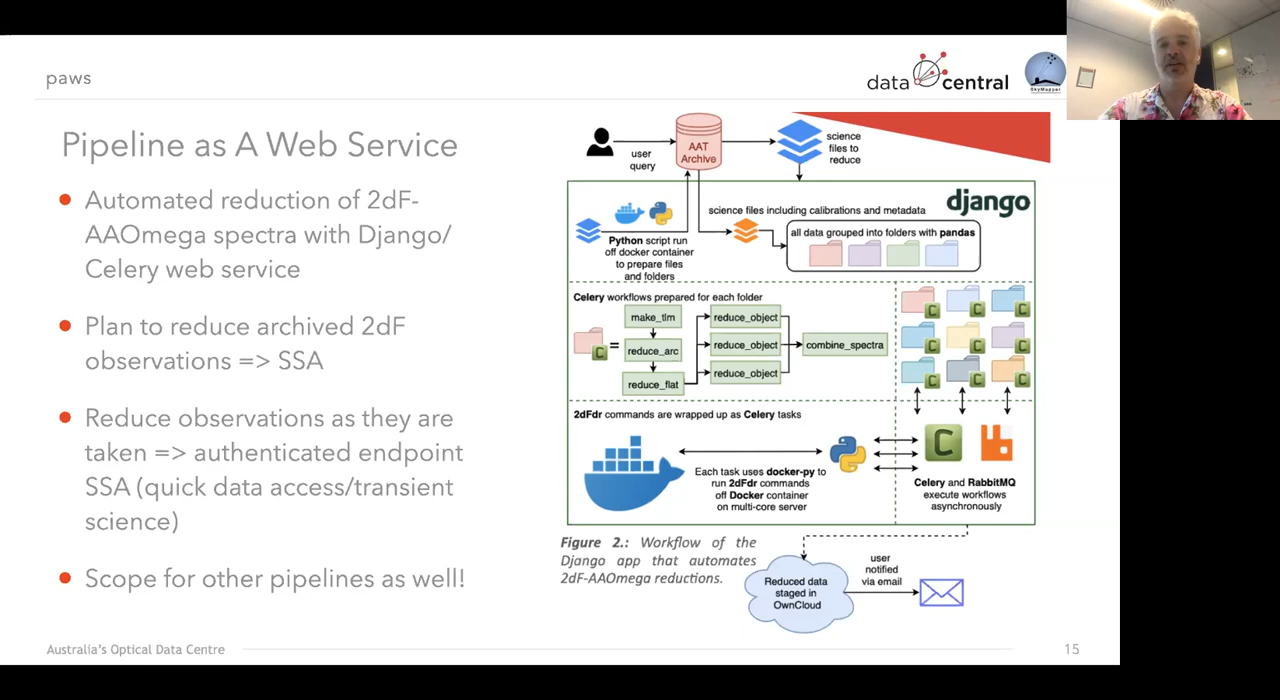 paws
data central
SkyMapper
Pipeline as A Web Service
Automated reduction of 2dF-
AAOmega spectra with Django/
Celery web service
Plan to reduce archived 2dF
observations => SSA
Reduce observations as they are
taken => authenticated endpoint
SSA (quick data access/transient
science)
Scope for other pipelines as well!
user
query
AAT
Archive
science
files to
reduce
django
Python script run
off docker container
to prepare files
and folders
science files including calibrations and metadata
all data grouped into folders with pandas
Celery workflows prepared for each folder
C
=
make_tlm
reduce_arc
reduce_flat
reduce_object
reduce_object
reduce_object
combine_spectra
C C C
C C C
C C C
2dFdr commands are wrapped up as Celery tasks
Each task uses docker-py to
run 2dFdr commands
off Docker container
on multi-core server
C
Celery and RabbitMQ
execute workflows
asynchronously
Figure 2.: Workflow of the
Django app that automates
2dF-AAOmega reductions.
Reduced data
staged in
OwnCloud
user
notified
via email
Australia's Optical Data Centre
15